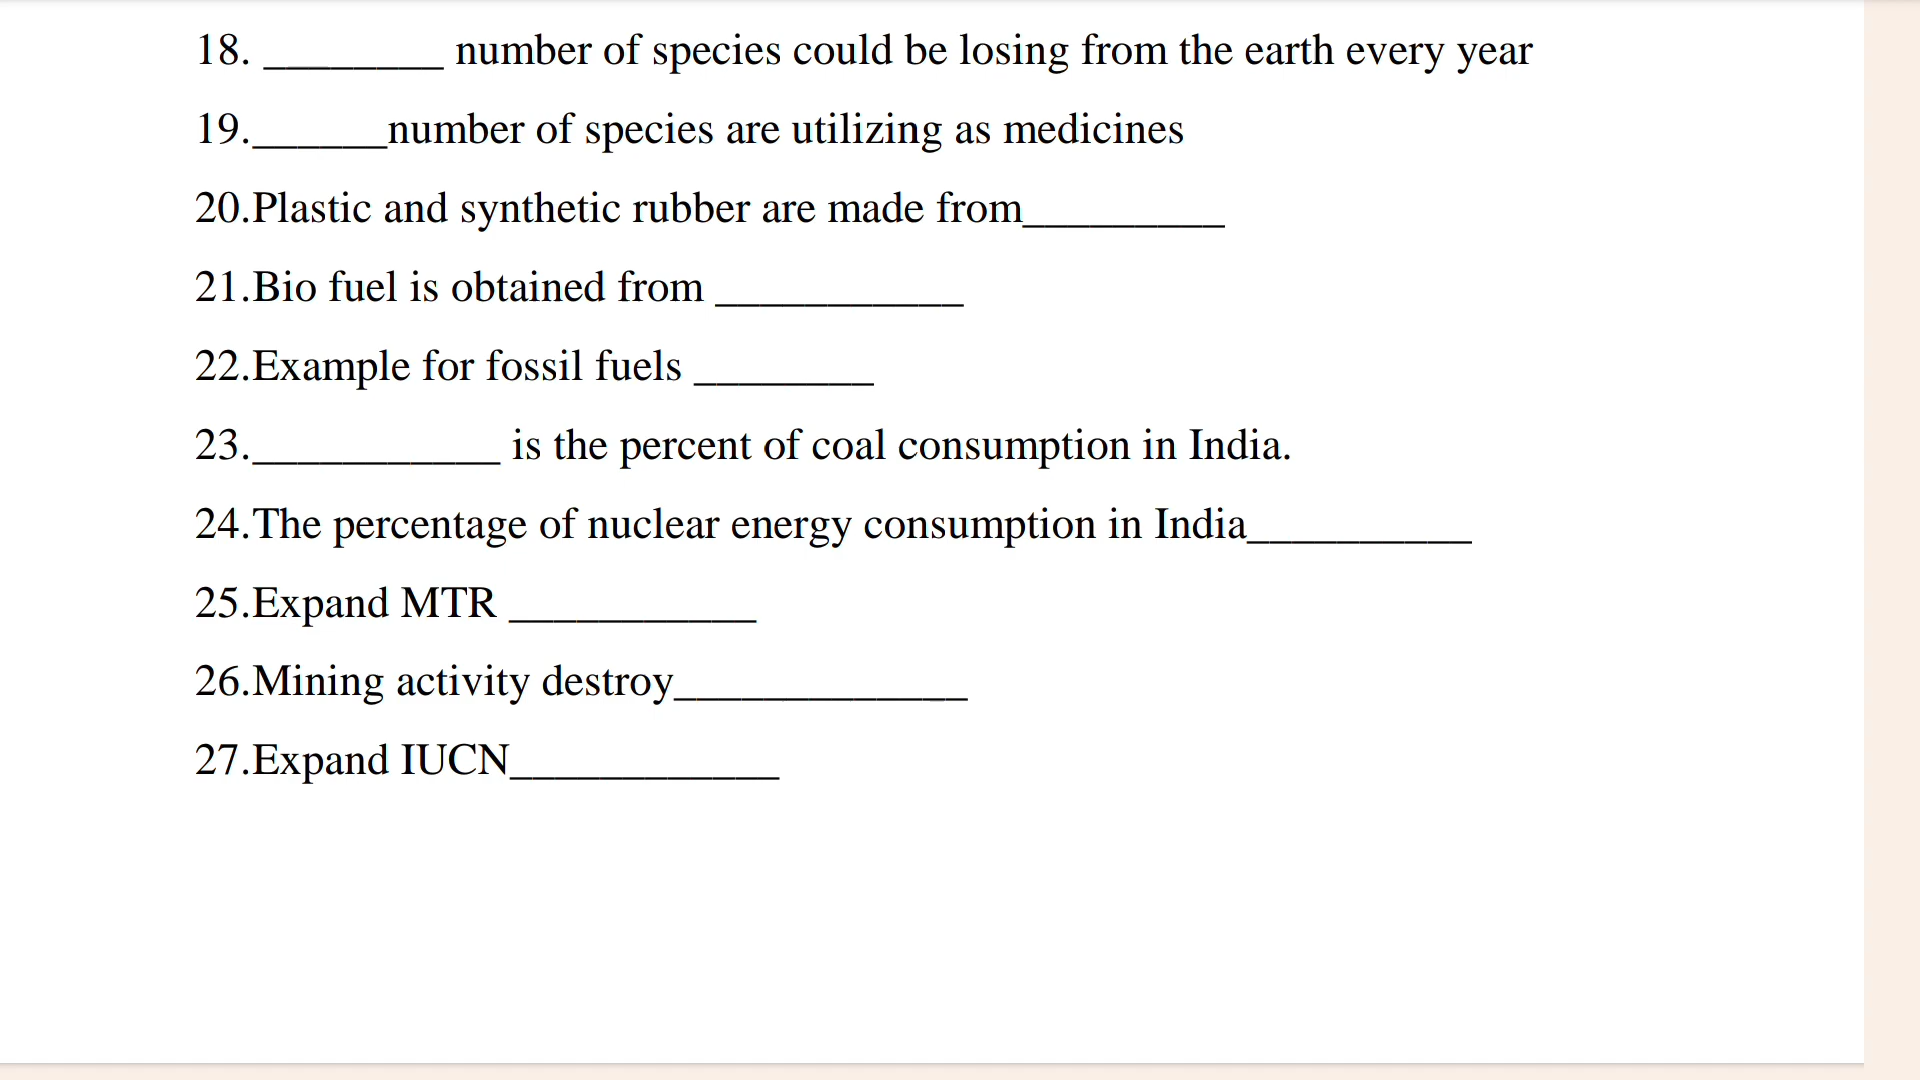 18. ________ number of species could be losing from the earth every year
19.______number of species are utilizing as medicines
20.Plastic and synthetic rubber are made from_________
21.Bio fuel is obtained from ___________
22.Example for fossil fuels ________
23.___________ is the percent of coal consumption in India.
24.The percentage of nuclear energy consumption in India__________
25.Expand MTR ___________
26.Mining activity destroy_____________
27.Expand IUCN____________